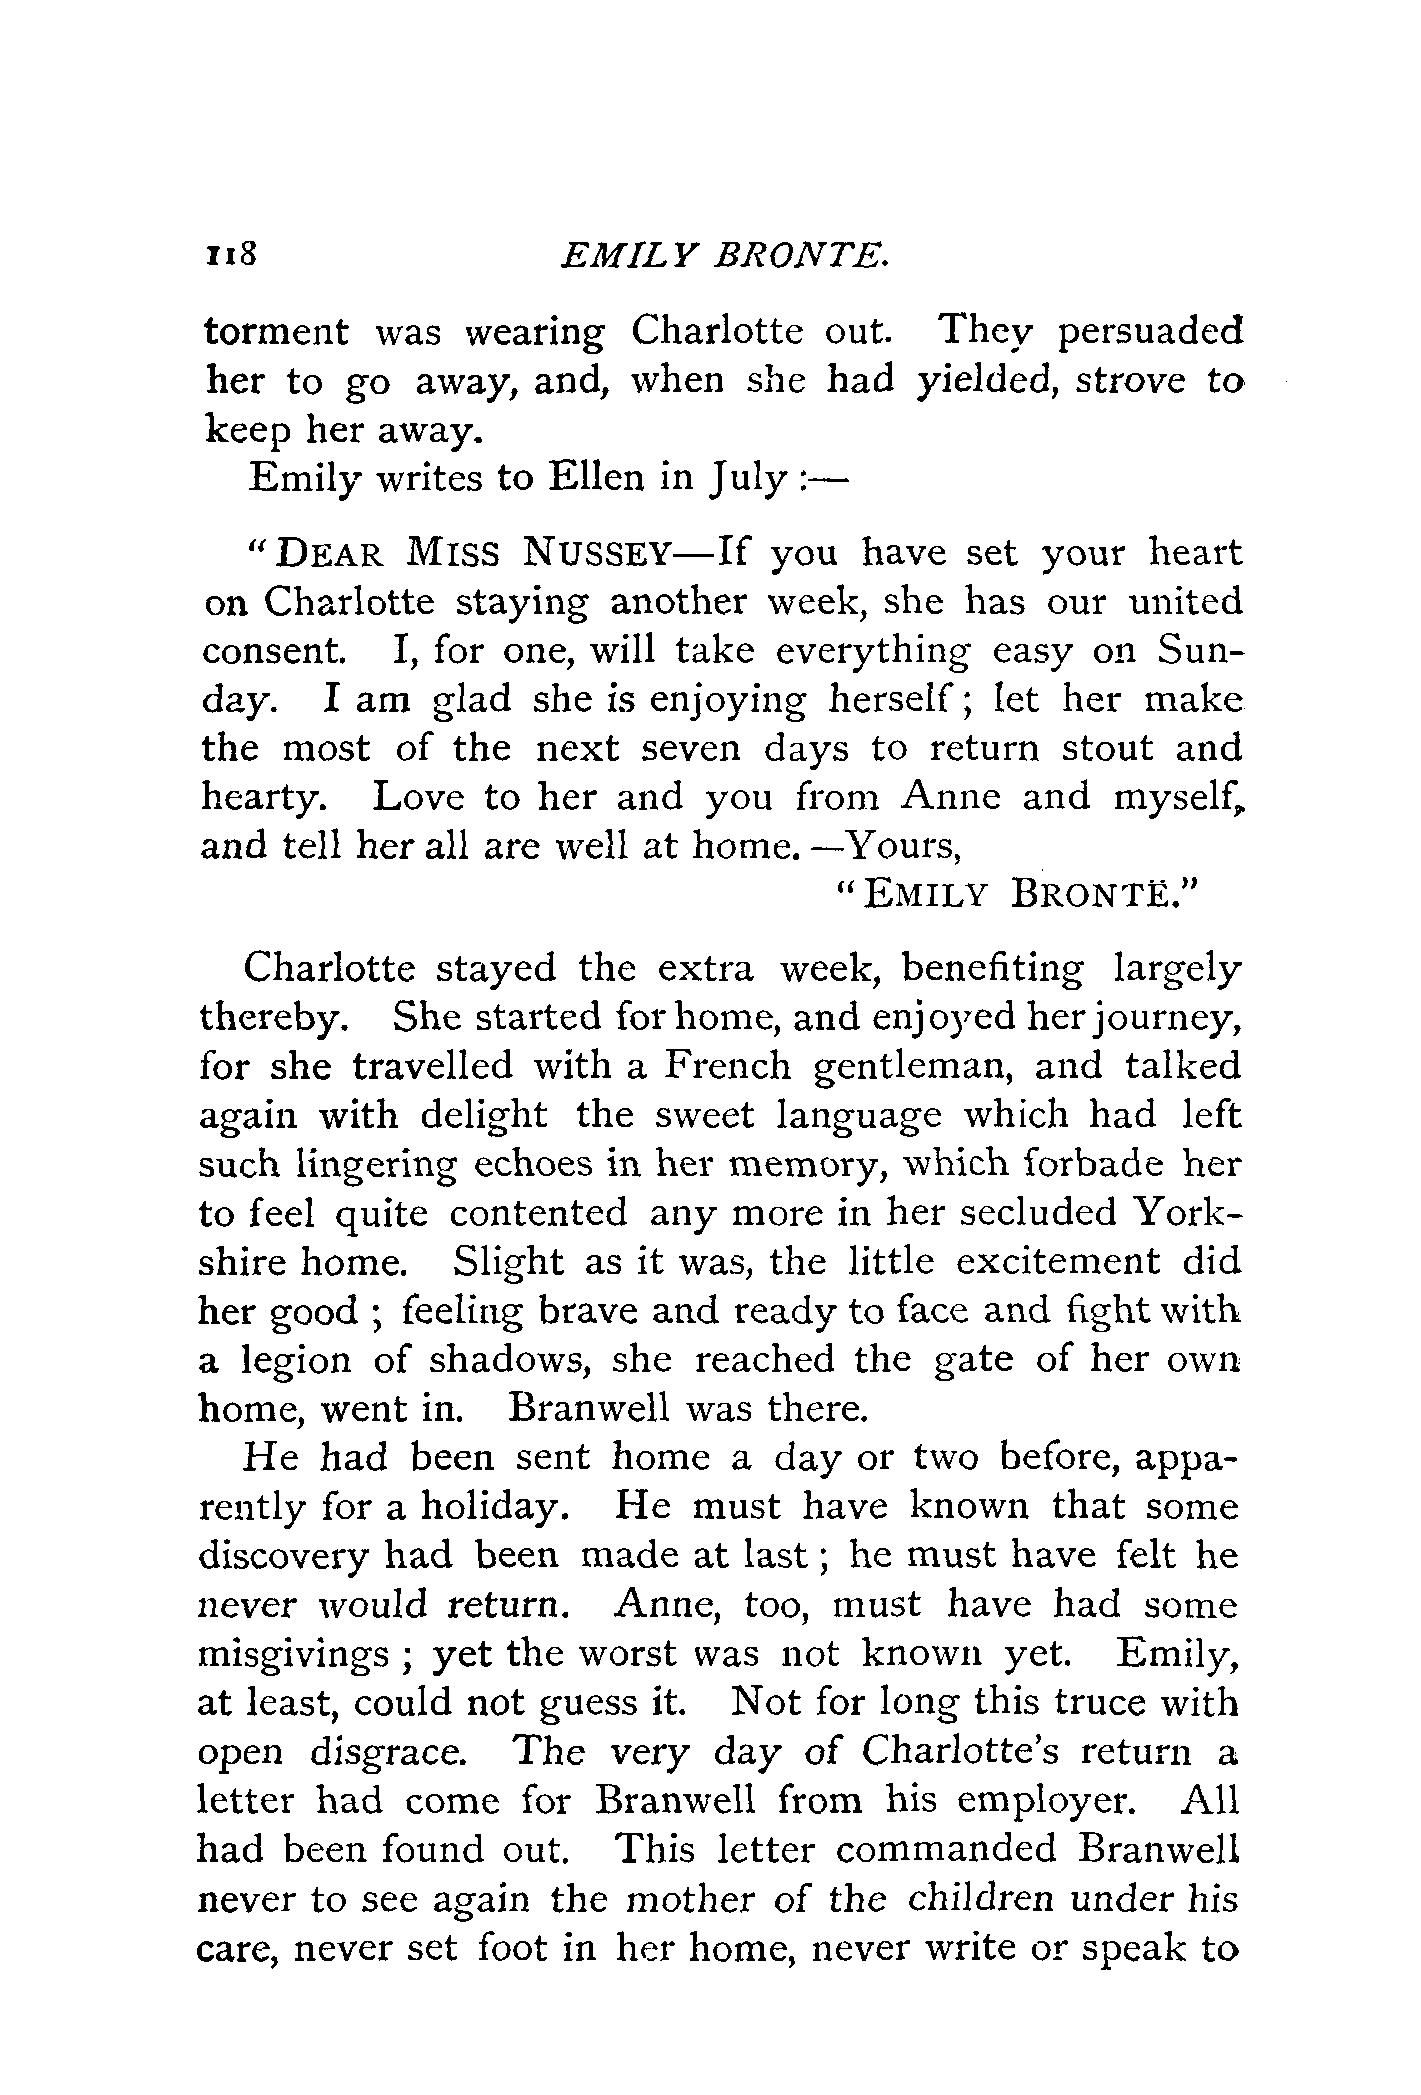 118 EMILY BRONTE.
torment was wearing Charlotte out. They persuaded
her to go away, and, when she had yielded, strove to
keep her away.
Emily writes to Ellen in July :—
"DEAR MISS NUSSEY—If you have set your heart
on Charlotte staying another week, she has our united
consent. I, for one, will take everything easy on Sun-
day. I am glad she is enjoying herself ; let her make
the most of the next seven days to return stout and
hearty. Love to her and you from Anne and myself,
and tell her all are well at home.—Yours,
"EMILY BRONTË."
Charlotte stayed the extra week, benefiting largely
thereby. She started for home, and enjoyed her journey,
for she travelled with a French gentleman, and talked
again with delight the sweet language which had left
such lingering echoes in her memory, which forbade her
to feel quite contented any more in her secluded York-
shire home. Slight as it was, the little excitement did
her good ; feeling brave and ready to face and fight with
a legion of shadows, she reached the gate of her own
home, went in. Branwell was there.
He had been sent home a day or two before, appa-
rently for a holiday. He must have known that some
discovery had been made at last ; he must have felt he
never would return. Anne, too, must have had some
misgivings ; yet the worst was not known yet. Emily,
at least, could not guess it. Not for long this truce with
open disgrace. The very day of Charlotte's return a
letter had come for Branwell from his employer. All
had been found out. This letter commanded Branwell
never to see again the mother of the children under his
care, never set foot in her home, never write or speak to